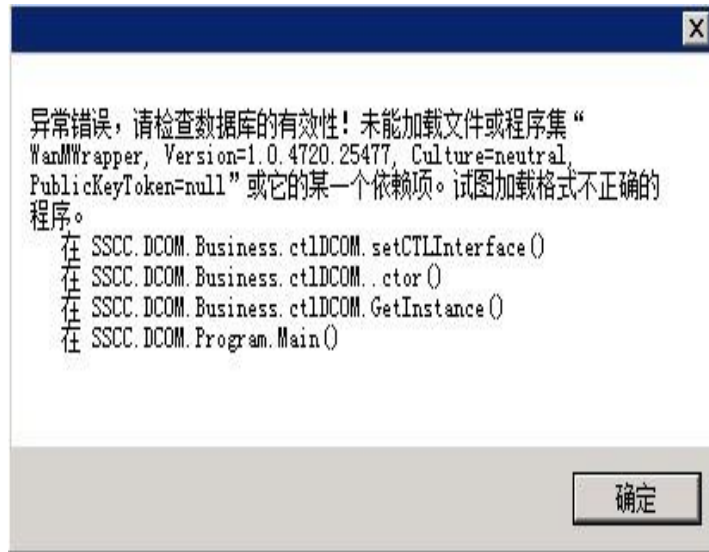 异常错误，请检查数据库的有效性！未能加载文件或程序集“
WanMWrapper, Version=1.0.4720.25477, Culture=neutral,
PublicKeyToken=null”或它的某一个依赖项。试图加载格式不正确的
程序。
在 SSCC.DCOM.Business.ctlDCOM.setCTLInterface()
在 SSCC.DCOM.Business.ctlDCOM..ctor()
在 SSCC.DCOM.Business.ctlDCOM.GetInstance()
在 SSCC.DCOM.Program.Main()
确定